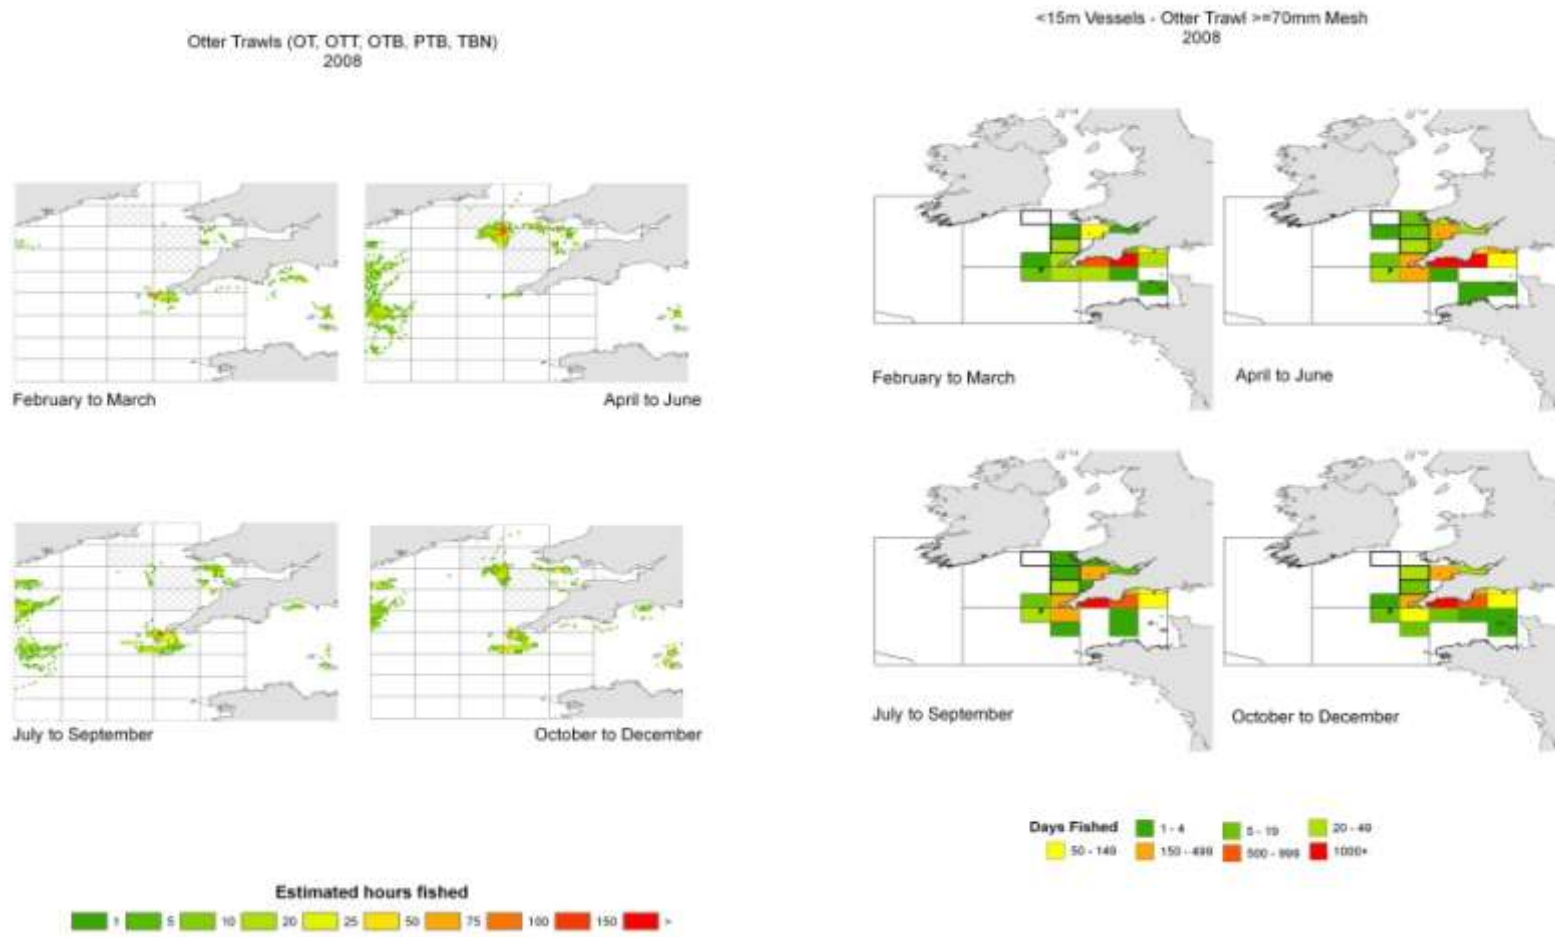 Otter Trawls (OT, OTT, OTB, PTB, TBN)
2008
February to March
April to June
July to September
October to December
Estimated hours fished
1 5 10 20 25 50 75 100 150 >
<15m Vessels - Otter Trawl >=70mm Mesh
2008
February to March
April to June
July to September
October to December
Days Fished 1 - 4 5 - 19 20 - 49
50 - 149 150 - 499 500 - 999 1000+